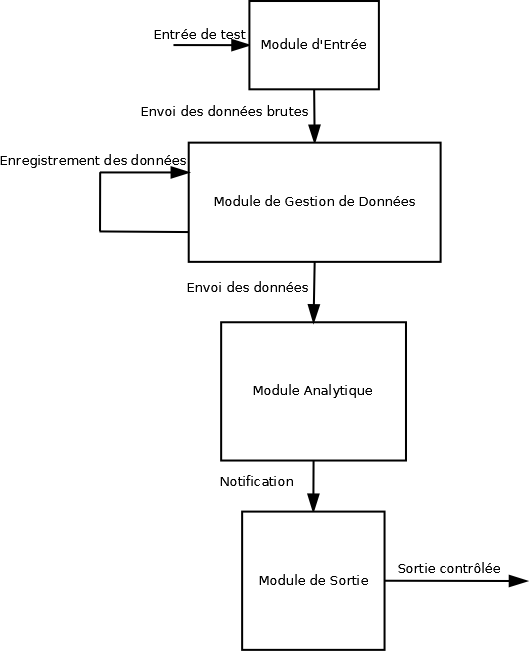 Entrée de test
Module d'Entrée
Envoi des données brutes
Enregistrement des données
Module de Gestion de Données
Envoi des données
Module Analytique
Notification
Module de Sortie
Sortie contrôlée